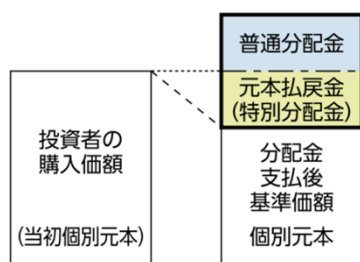 普通分配金
元本払戻金
(特別分配金)
投資者の
購入価額
(当初個別元本)
分配金
支払後
基準価額
個別元本